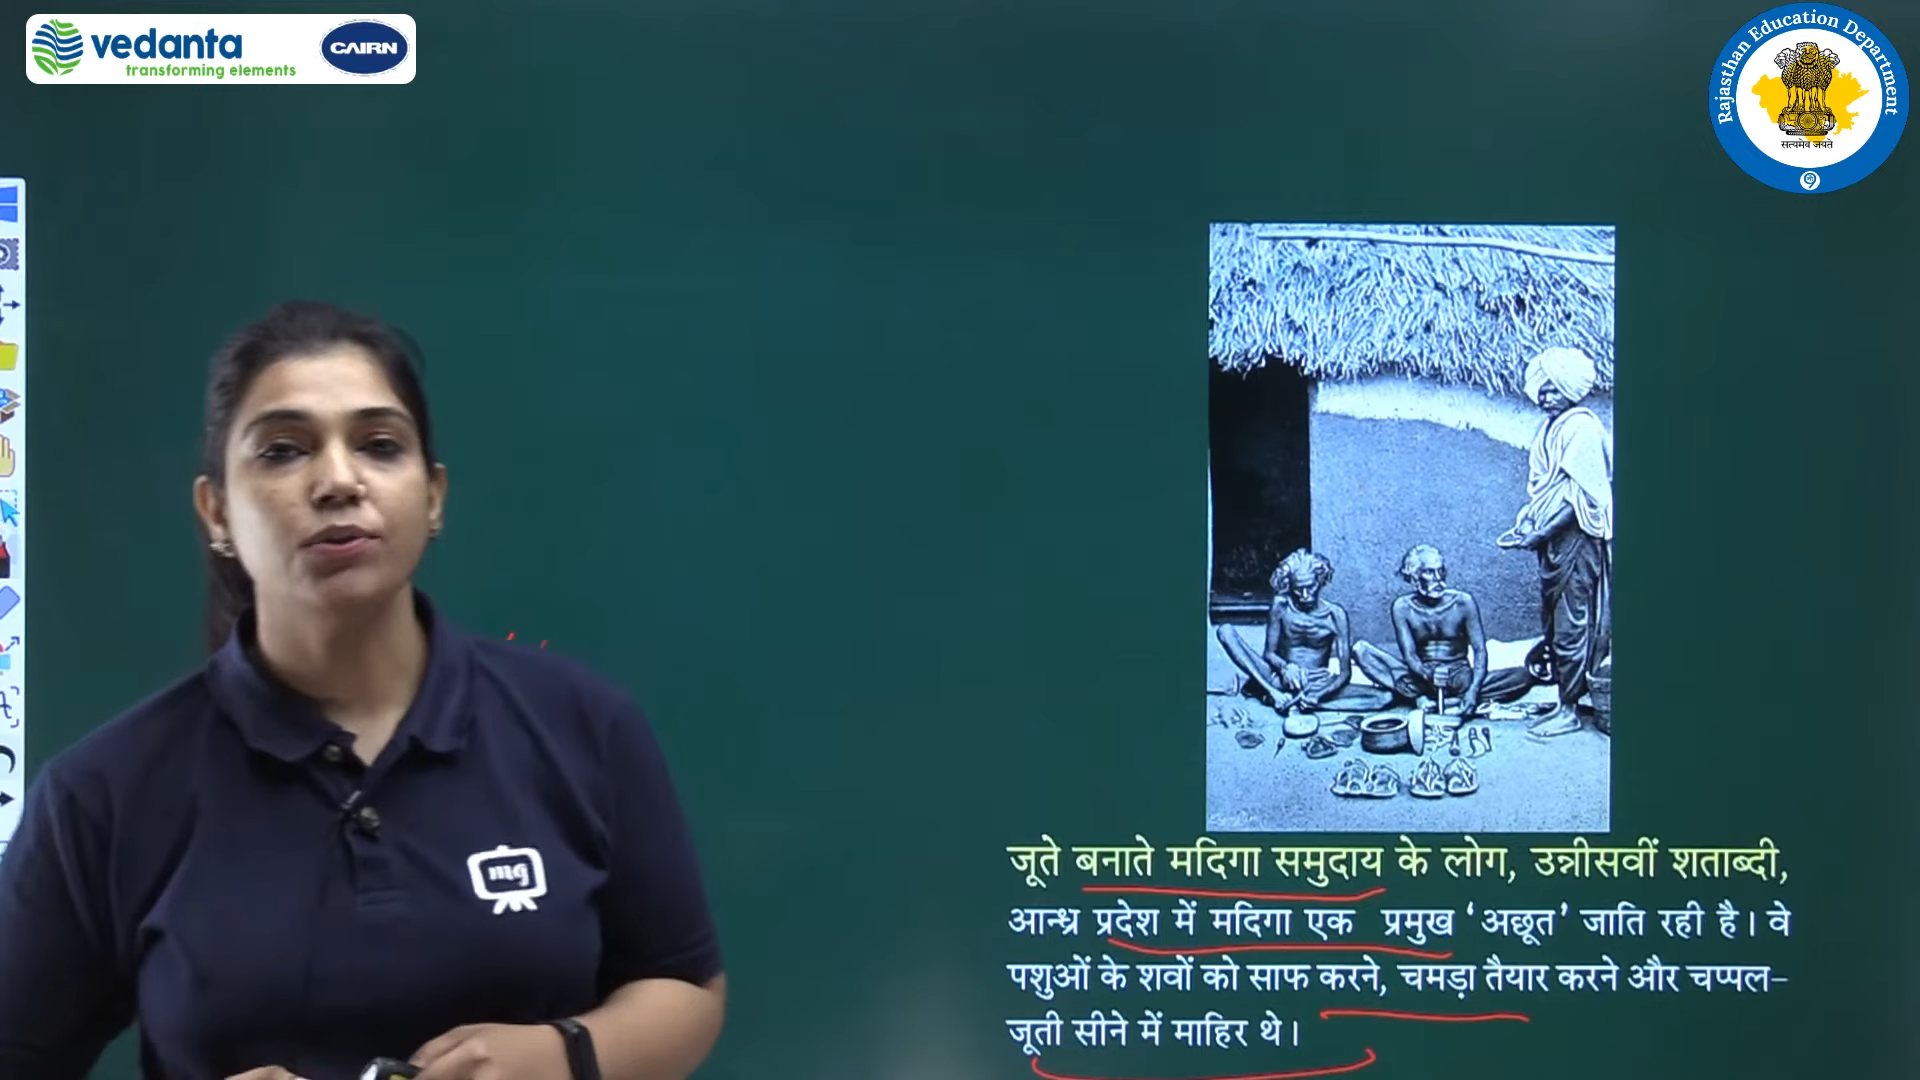 vedanta
transforming elements
CAIRN
Rajasthan Education Department
सत्यमेव जयते
mg
जूते बनाते मदिगा समुदाय के लोग, उन्नीसवीं शताब्दी,
आन्ध्र प्रदेश में मदिगा एक प्रमुख ‘अछूत’ जाति रही है। वे
पशुओं के शवों को साफ करने, चमड़ा तैयार करने और चप्पल-
जूती सीने में माहिर थे।